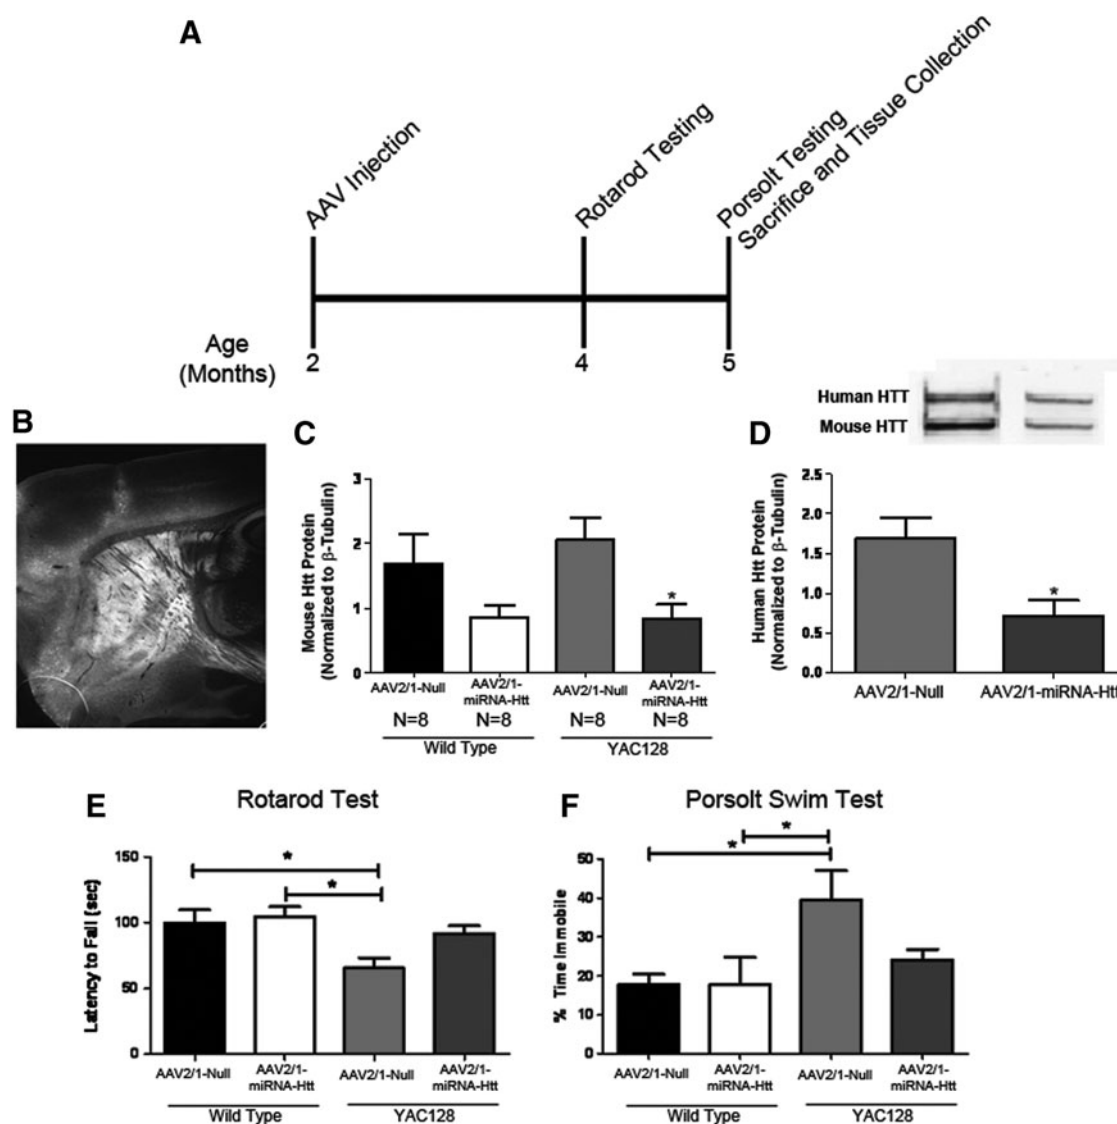 A
AAV Injection
Rotarod Testing
Porsolt Testing
Sacrifice and Tissue Collection
Age
(Months)
2
4
5
B
C
Mouse Htt Protein
(Normalized to β-Tubulin)
3
2
1
0
AAV2/1-Null
AAV2/1-
miRNA-Htt
AAV2/1-Null
AAV2/1-
miRNA-Htt
*
N=8
N=8
N=8
N=8
Wild Type
YAC128
Human HTT
Mouse HTT
D
Human Htt Protein
(Normalized to β-Tubulin)
2.5
2.0
1.5
1.0
0.5
0.0
*
AAV2/1-Null
AAV2/1-miRNA-Htt
E
Rotarod Test
Latency to Fall (sec)
150
100
50
0
*
*
AAV2/1-Null
AAV2/1-
miRNA-Htt
AAV2/1-Null
AAV2/1-
miRNA-Htt
Wild Type
YAC128
F
Porsolt Swim Test
% Time Immobile
50
40
30
20
10
0
*
*
AAV2/1-Null
AAV2/1-
miRNA-Htt
AAV2/1-Null
AAV2/1-
miRNA-Htt
Wild Type
YAC128